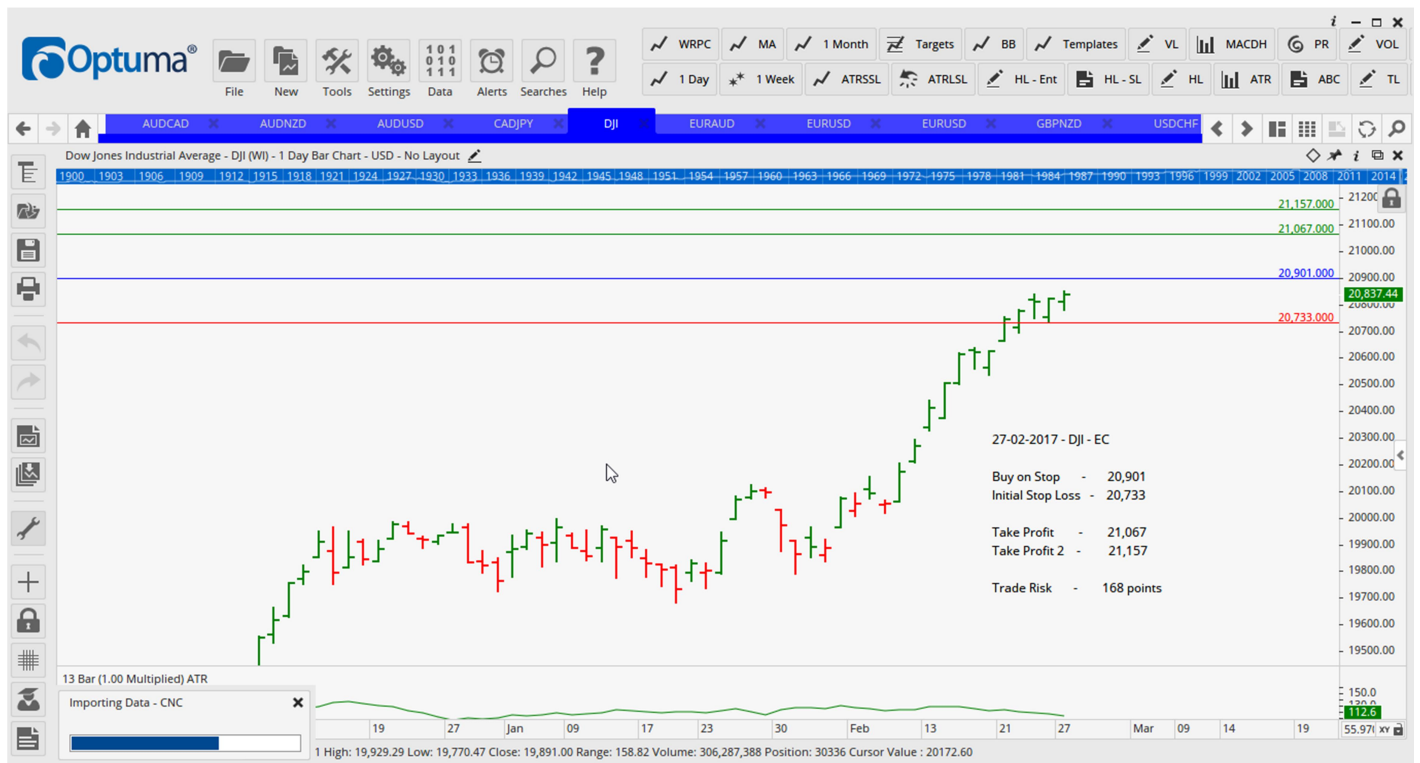 Optuma®
File
New
Tools
Settings
101
010
111
Data
Alerts
Searches
Help
WRPC
MA
1 Month
Targets
BB
Templates
VL
MACDH
PR
VOL
1 Day
1 Week
ATRSSL
ATRLSL
HL - Ent
HL - SL
HL
ATR
ABC
TL
AUDCAD
AUDNZD
AUDUSD
CADJPY
DJI
EURAUD
EURUSD
EURUSD
GBPNZD
USDCHF
Dow Jones Industrial Average - DJI (WI) - 1 Day Bar Chart - USD - No Layout
1900 1903 1906 1909 1912 1915 1918 1921 1924 1927 1930 1933 1936 1939 1942 1945 1948 1951 1954 1957 1960 1963 1966 1969 1972 1975 1978 1981 1984 1987 1990 1993 1996 1999 2002 2005 2008 2011 2014
21,157.000
21,067.000
20,901.000
20,733.000
21200
21100.00
21000.00
20900.00
20,837.44
20800.00
20700.00
20600.00
20500.00
20400.00
20300.00
20200.00
20100.00
20000.00
19900.00
19800.00
19700.00
19600.00
19500.00
27-02-2017 - DJI - EC
Buy on Stop - 20,901
Initial Stop Loss - 20,733
Take Profit - 21,067
Take Profit 2 - 21,157
Trade Risk - 168 points
13 Bar (1.00 Multiplied) ATR
150.0
112.6
Importing Data - CNC
19 27 Jan 09 17 23 30 Feb 13 21 27 Mar 09 14 19
55.97 XY
1 High: 19,929.29 Low: 19,770.47 Close: 19,891.00 Range: 158.82 Volume: 306,287,388 Position: 30336 Cursor Value : 20172.60